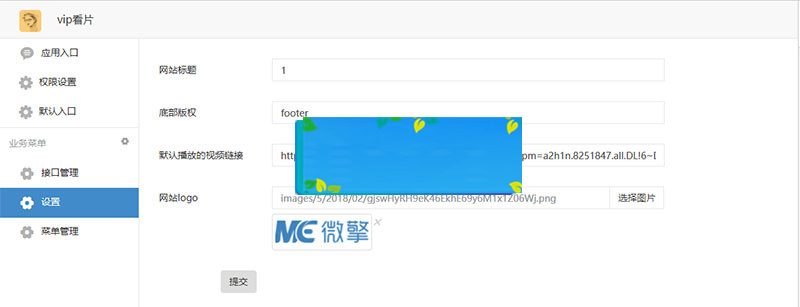 vip看片
应用入口
权限设置
默认入口
业务菜单
接口管理
设置
菜单管理
网站标题
1
底部版权
footer
默认播放的视频链接
pm=a2h1n.8251847.all.DL!6~
网站logo
images/5/2018/02/gjswHyRH9eK46EkhE69y6M1x1Z06Wj.png
选择图片
微擎
×
提交